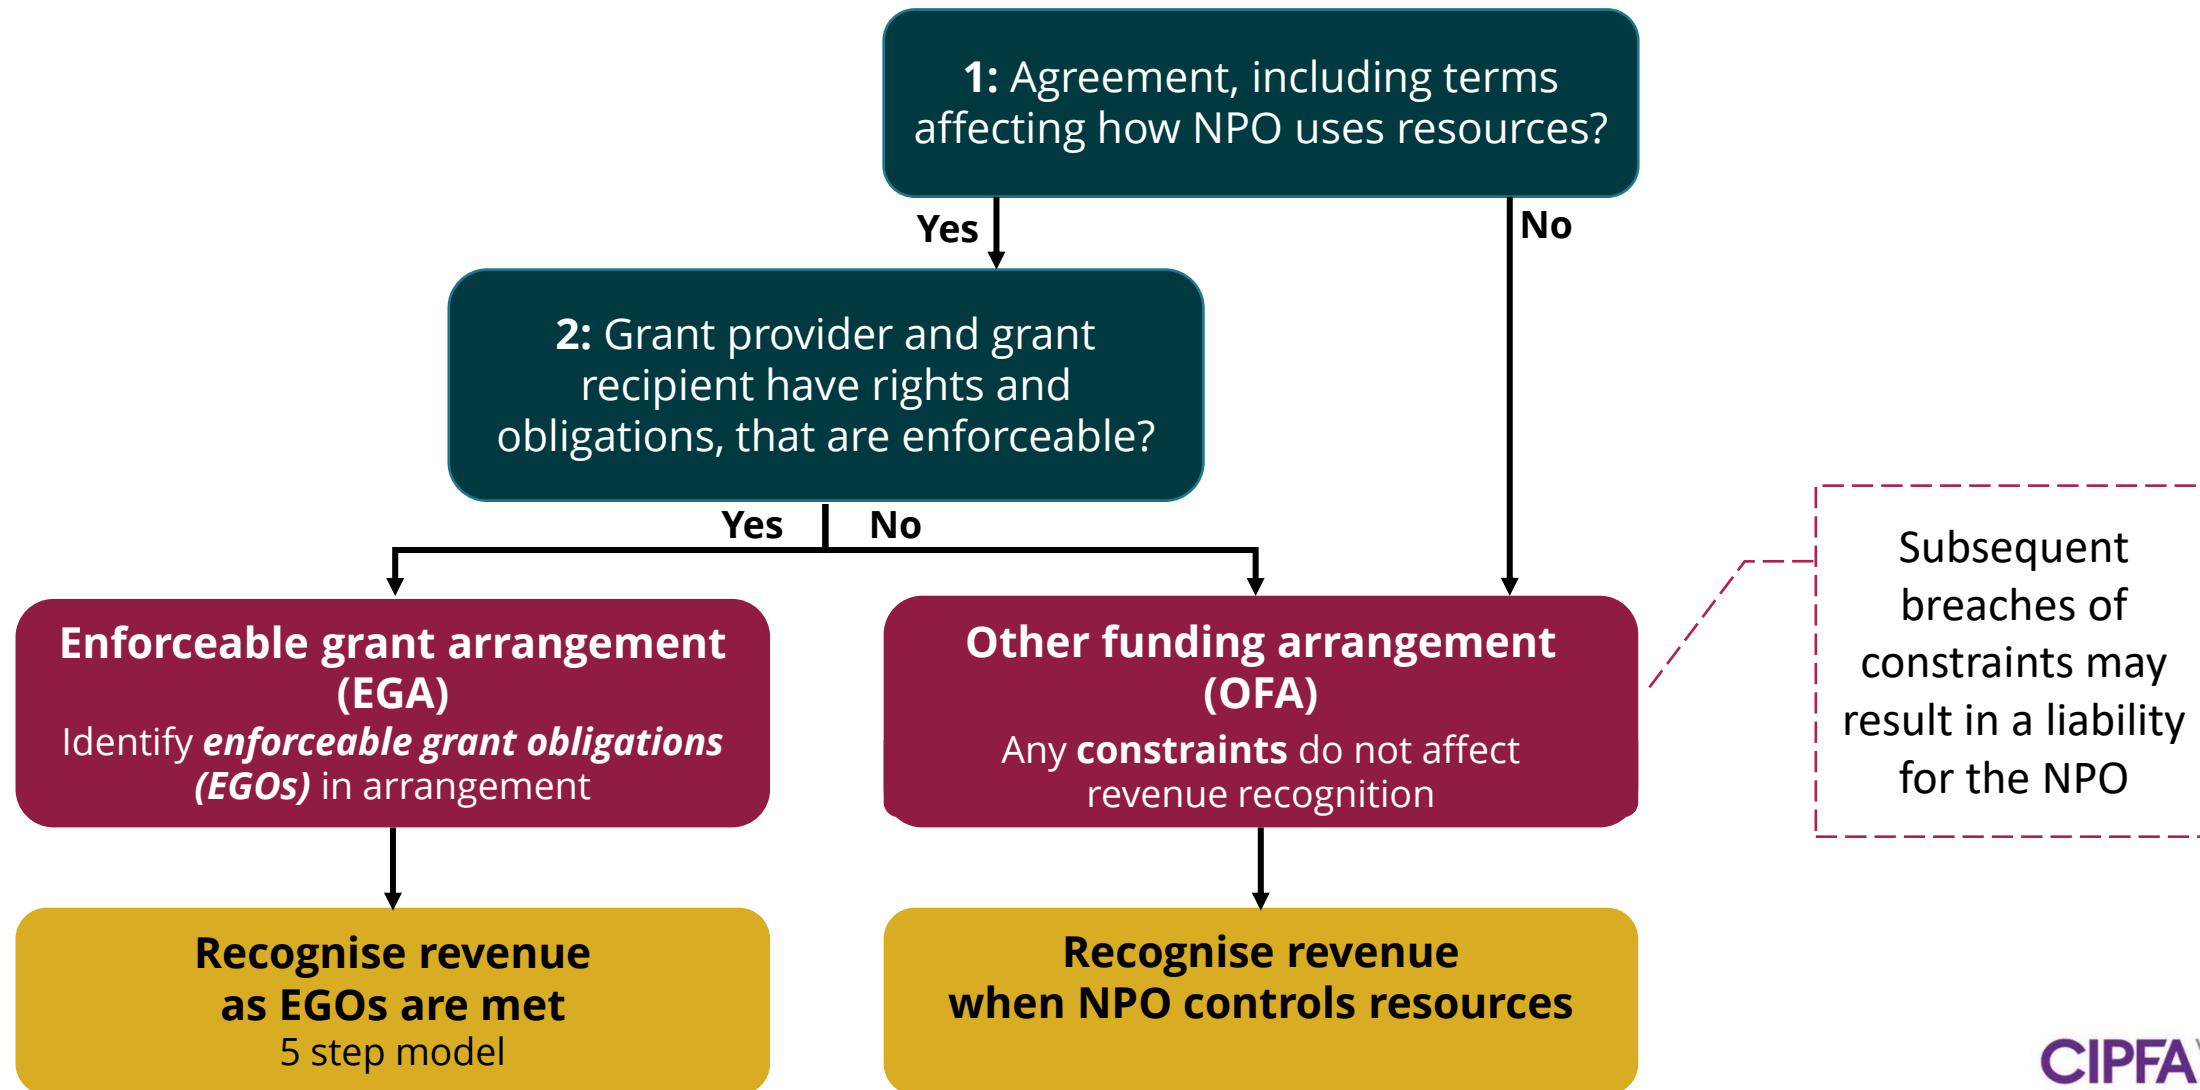 1: Agreement, including terms
affecting how NPO uses resources?
Yes
No
2: Grant provider and grant
recipient have rights and
obligations, that are enforceable?
Yes
No
Enforceable grant arrangement
(EGA)
Identify enforceable grant obligations
(EGOs) in arrangement
Other funding arrangement
(OFA)
Any constraints do not affect
revenue recognition
Subsequent
breaches of
constraints may
result in a liability
for the NPO
Recognise revenue
as EGOs are met
5 step model
Recognise revenue
when NPO controls resources
CIPFA